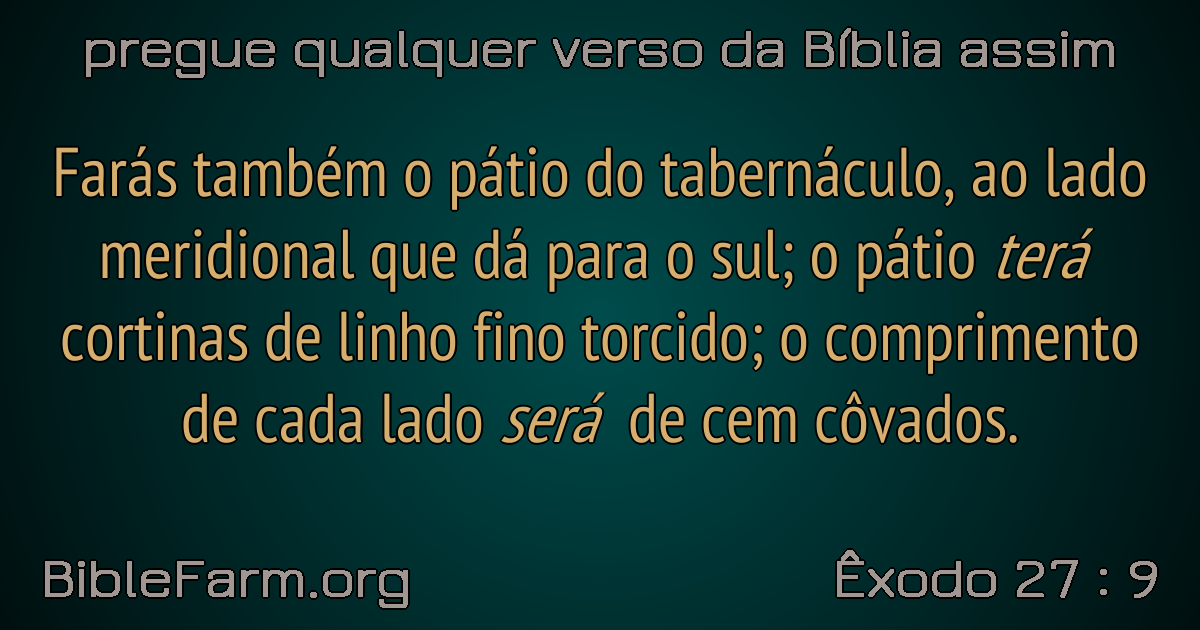 pregue qualquer verso da Bíblia assim
Farás também o pátio do tabernáculo, ao lado
meridional que dá para o sul; o pátio terá
cortinas de linho fino torcido; o comprimento
de cada lado será de cem côvados.
BibleFarm.org
Êxodo 27 : 9